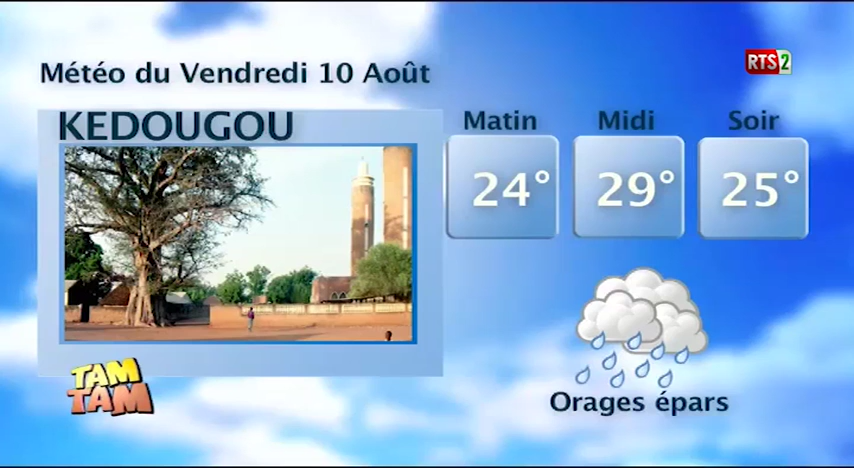 Météo du Vendredi 10 Août
RTS2
KEDOUGOU
Matin Midi Soir
24° 29° 25°
TAM
TAM
Orages épars